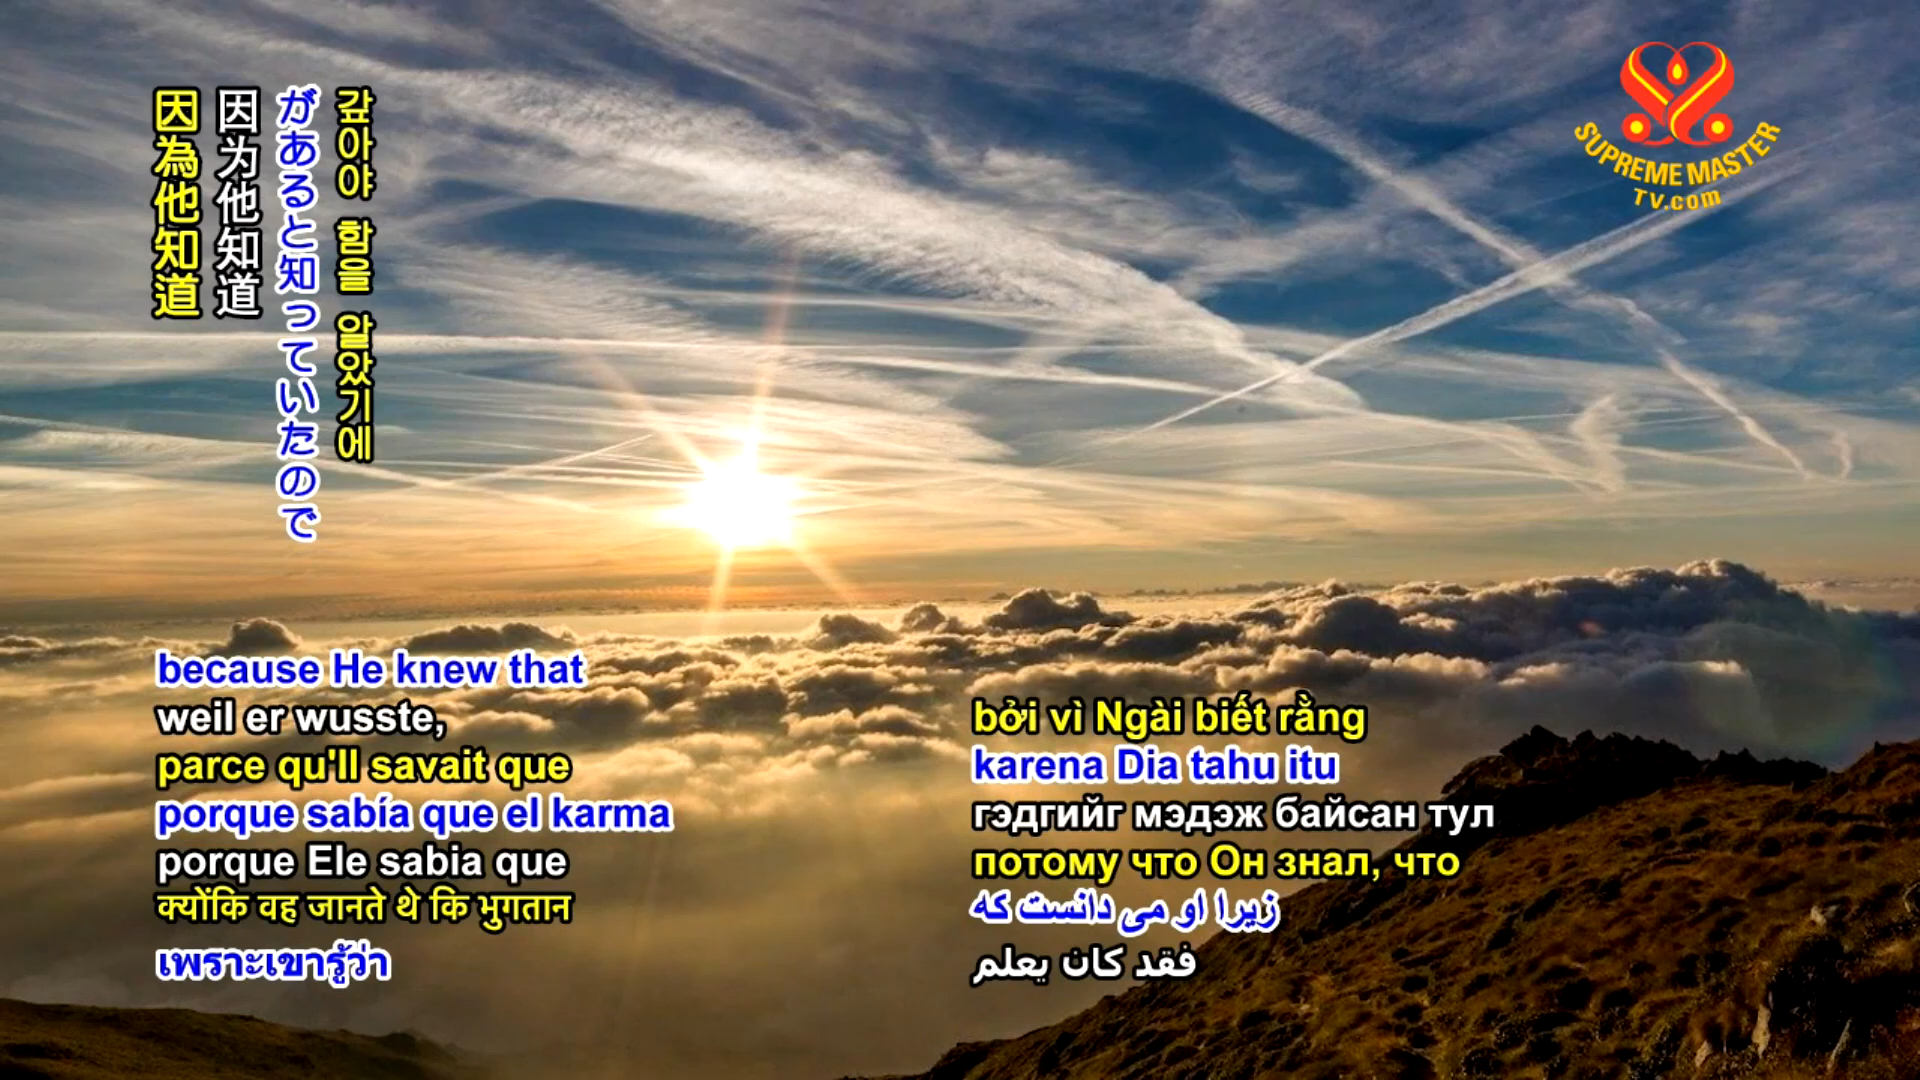 因為他知道
因为他知道
があると知っていたので
갚아야 함을 알았기에
SUPREME MASTER
TV.com
because He knew that
weil er wusste,
parce qu'Il savait que
porque sabía que el karma
porque Ele sabia que
क्योंकि वह जानते थे कि भुगतान
เพราะเขารู้ว่า
bởi vì Ngài biết rằng
karena Dia tahu itu
гэдгийг мэдэж байсан тул
потому что Он знал, что
زیرا او می دانست که
فقد كان يعلم